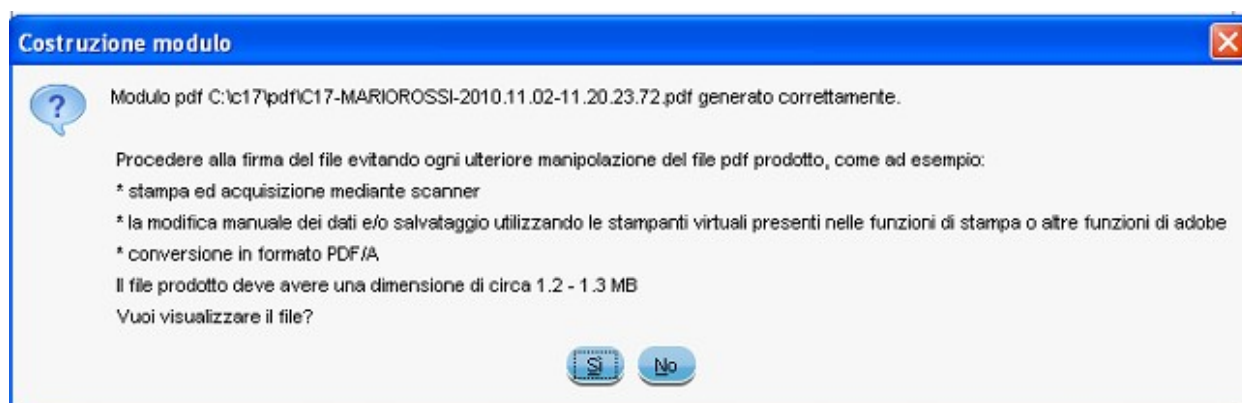 Costruzione modulo
Modulo pdf C:\c17\pdf\C17-MARIOROSSI-2010.11.02-11.20.23.72.pdf generato correttamente.
Procedere alla firma del file evitando ogni ulteriore manipolazione del file pdf prodotto, come ad esempio:
* stampa ed acquisizione mediante scanner
* la modifica manuale dei dati e/o salvataggio utilizzando le stampanti virtuali presenti nelle funzioni di stampa o altre funzioni di adobe
* conversione in formato PDF/A
Il file prodotto deve avere una dimensione di circa 1.2 - 1.3 MB
Vuoi visualizzare il file?
Sì No